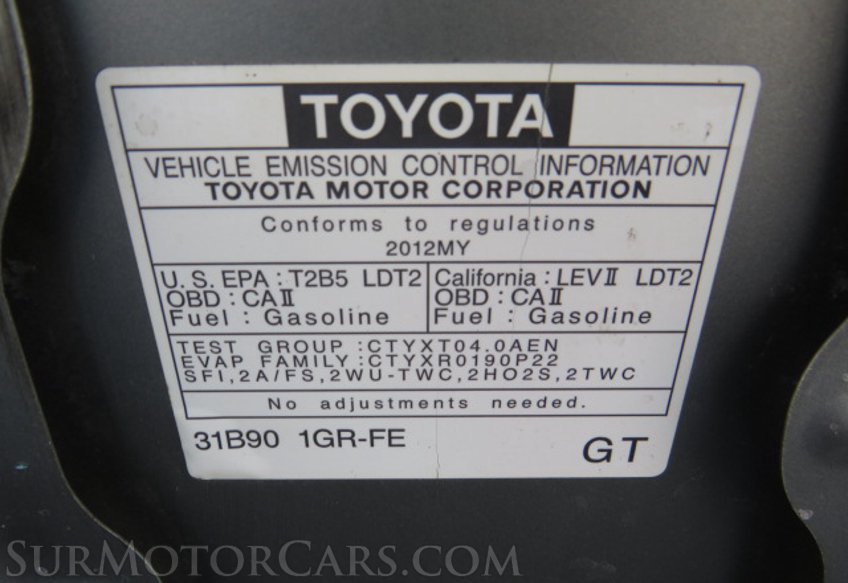 TOYOTA
VEHICLE EMISSION CONTROL INFORMATION
TOYOTA MOTOR CORPORATION
Conforms to regulations
2012MY
U.S. EPA : T2B5 LDT2
OBD : CAⅡ
Fuel : Gasoline
California : LEVⅡ LDT2
OBD : CAⅡ
Fuel : Gasoline
TEST GROUP :CTYXT04.0AEN
EVAP FAMILY:CTYXR0190P22
SFI,2A/FS,2WU-TWC,2HO2S,2TWC
No adjustments needed.
31B90 1GR-FE
GT
SurMotorCars.com